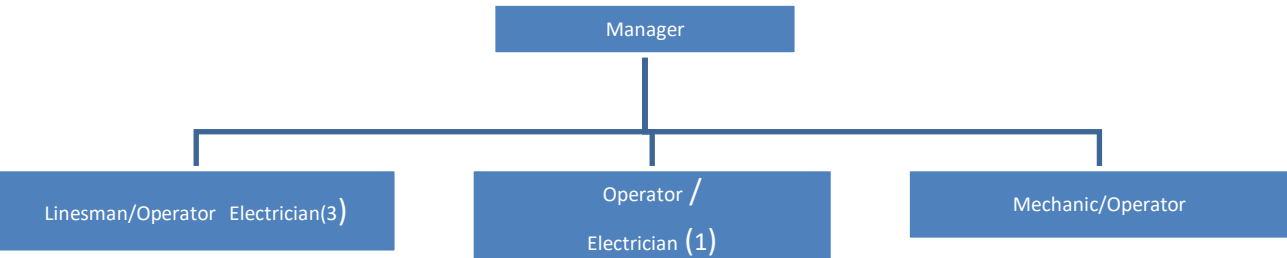 Manager
Linesman/Operator Electrician(3)
Operator /
Electrician (1)
Mechanic/Operator